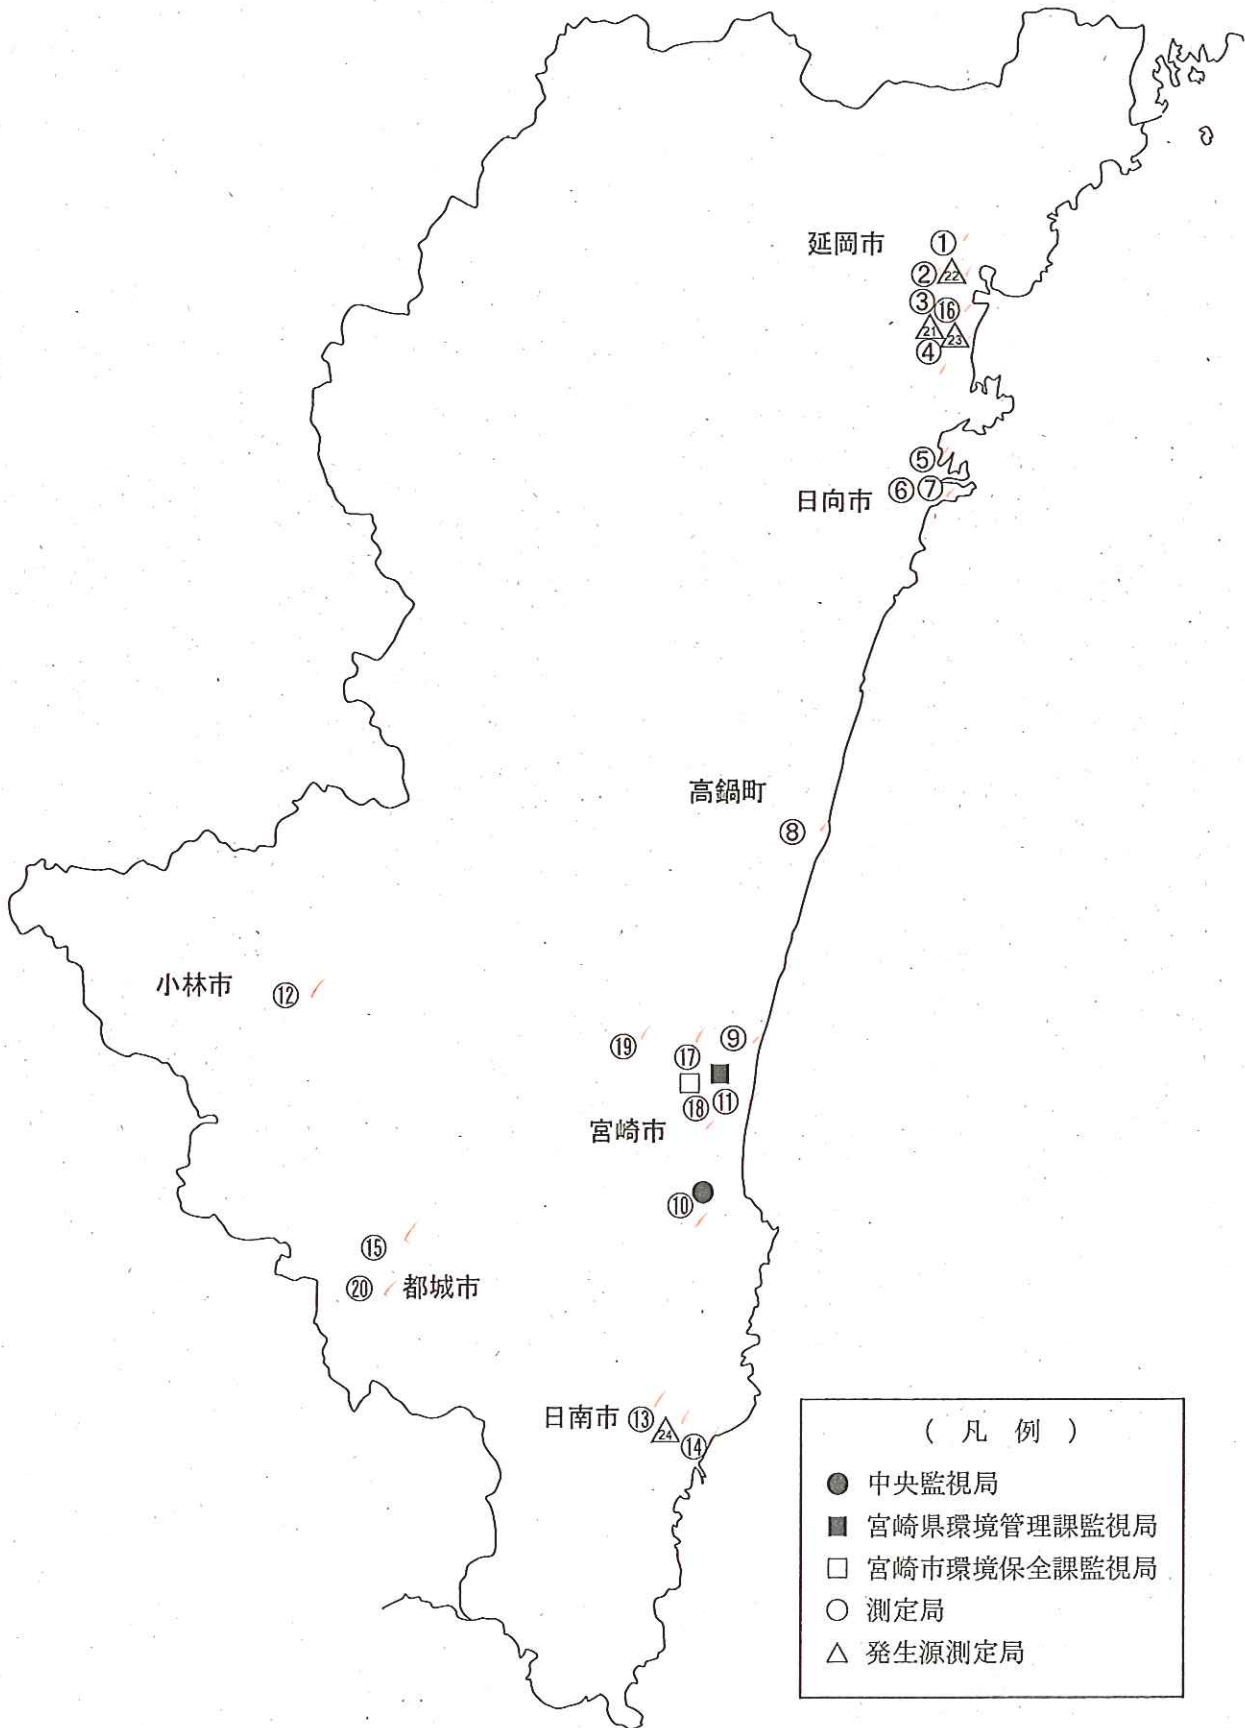 延岡市 ①
② 22
③ ⑯
21 23
④
⑤
日向市 ⑥ ⑦
高鍋町
⑧
小林市 ⑫
⑲ ⑰ ⑨
⑱ ⑪
宮崎市
⑩
⑮
⑳ 都城市
日南市 ⑬ 24 ⑭
( 凡 例 )
● 中央監視局
■ 宮崎県環境管理課監視局
□ 宮崎市環境保全課監視局
○ 測定局
△ 発生源測定局